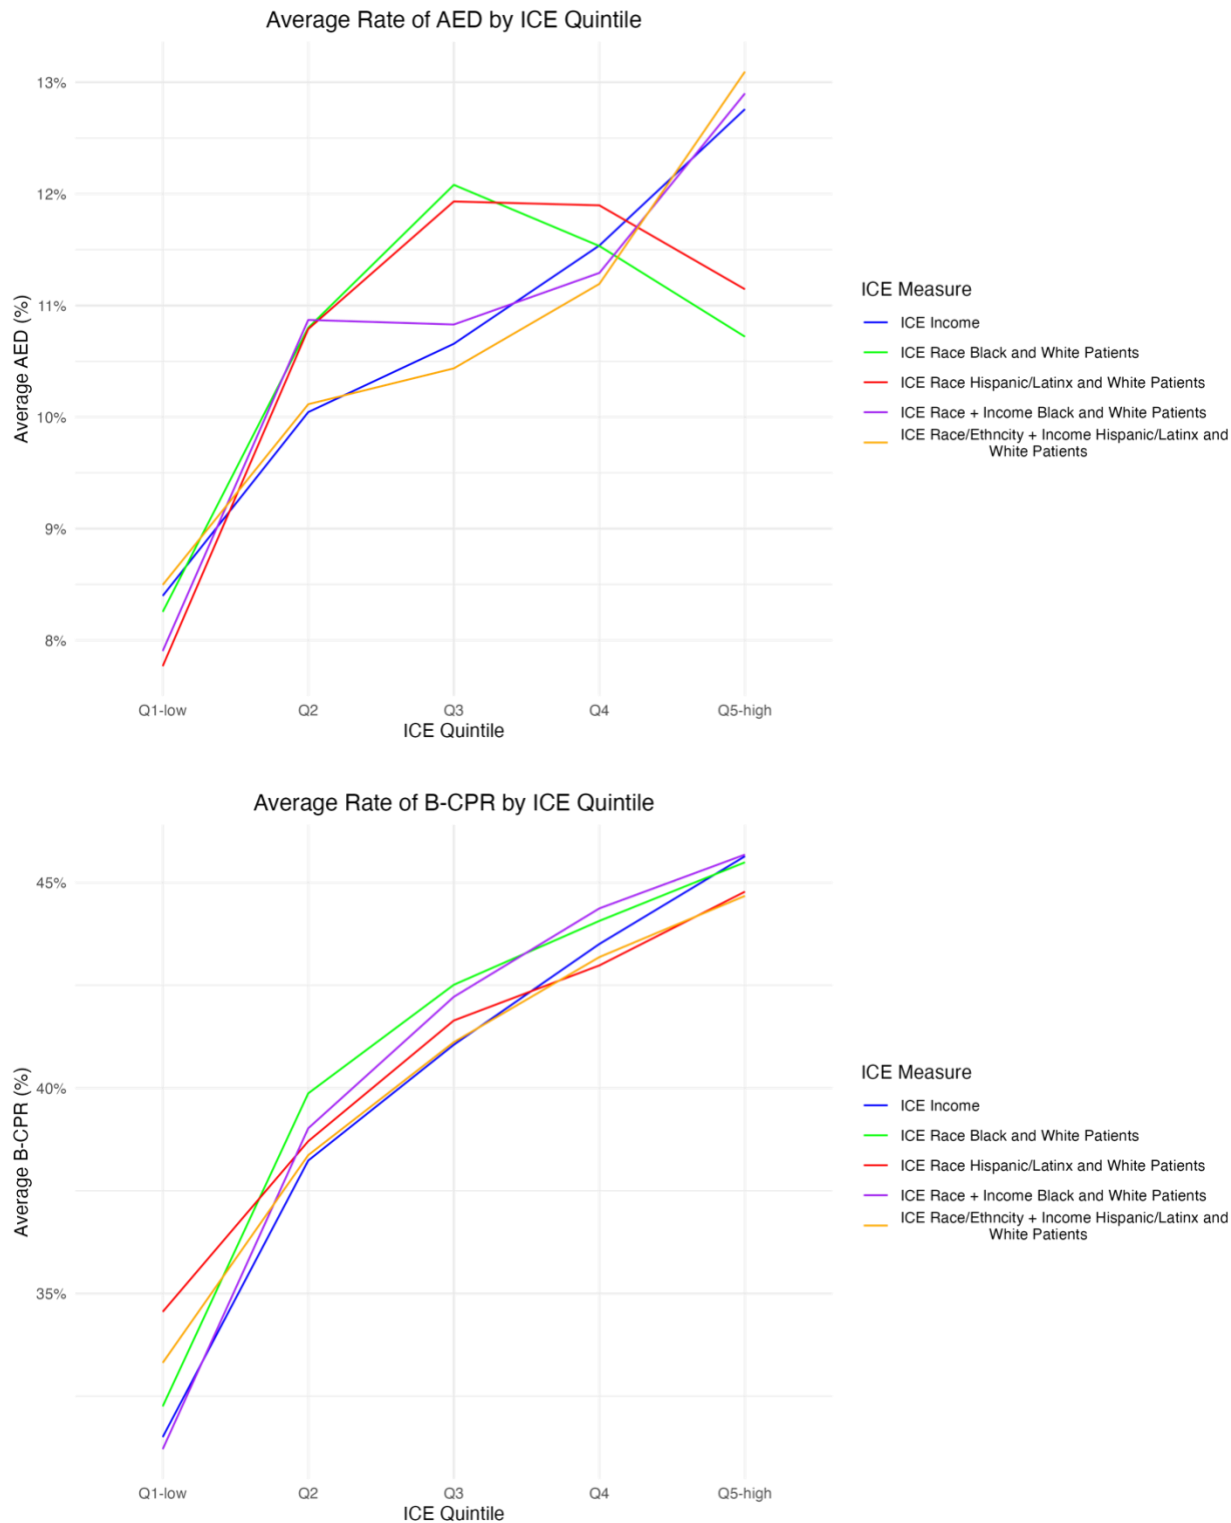 Average Rate of AED by ICE Quintile
13%
12%
11%
10%
9%
8%
Average AED (%)
Q1-low
Q2
Q3
Q4
Q5-high
ICE Quintile
ICE Measure
ICE Income
ICE Race Black and White Patients
ICE Race Hispanic/Latinx and White Patients
ICE Race + Income Black and White Patients
ICE Race/Ethncity + Income Hispanic/Latinx and
White Patients
Average Rate of B-CPR by ICE Quintile
45%
40%
35%
Average B-CPR (%)
Q1-low
Q2
Q3
Q4
Q5-high
ICE Quintile
ICE Measure
ICE Income
ICE Race Black and White Patients
ICE Race Hispanic/Latinx and White Patients
ICE Race + Income Black and White Patients
ICE Race/Ethncity + Income Hispanic/Latinx and
White Patients